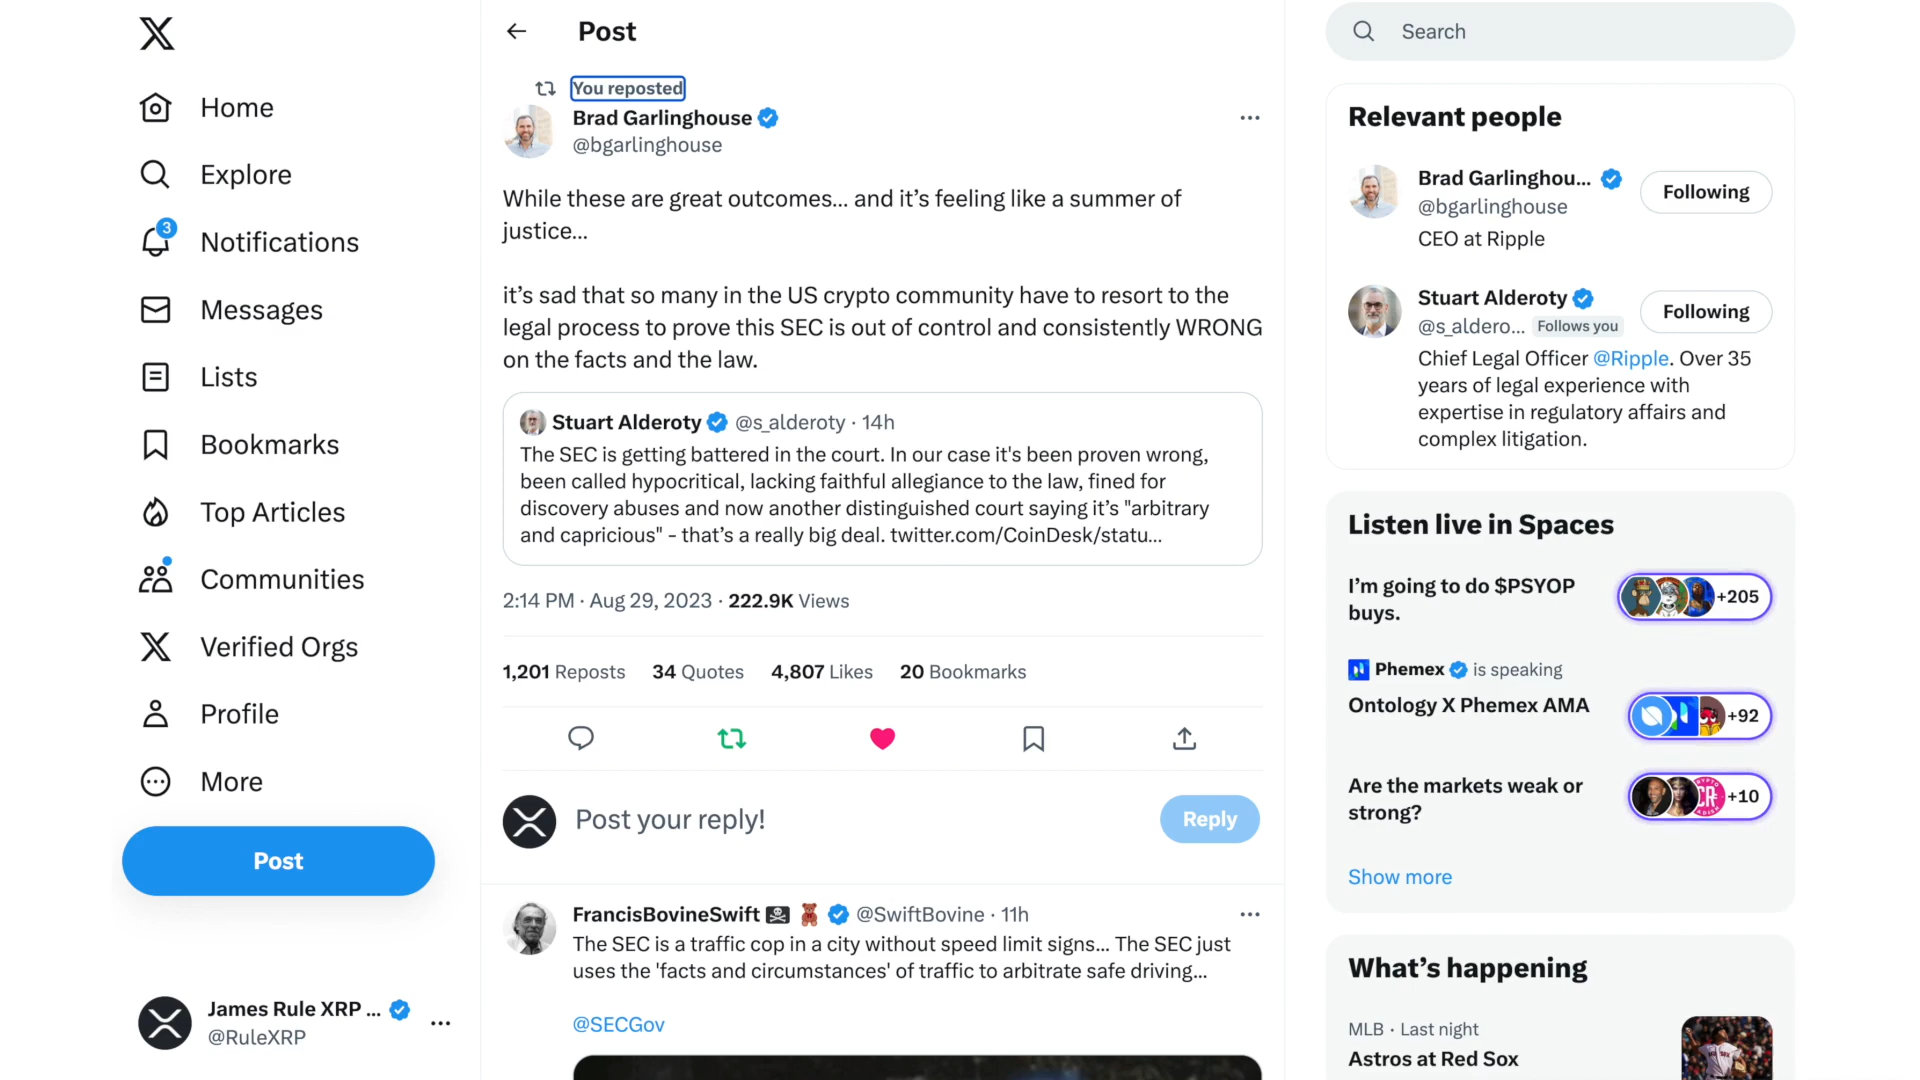 Home
Explore
3
Notifications
Messages
Lists
Bookmarks
Top Articles
Communities
Verified Orgs
Profile
More
Post
James Rule XRP ...
@RuleXRP
Post
You reposted
Brad Garlinghouse
@bgarlinghouse
While these are great outcomes... and it’s feeling like a summer of
justice...
it’s sad that so many in the US crypto community have to resort to the
legal process to prove this SEC is out of control and consistently WRONG
on the facts and the law.
Stuart Alderoty @s_alderoty · 14h
The SEC is getting battered in the court. In our case it's been proven wrong,
been called hypocritical, lacking faithful allegiance to the law, fined for
discovery abuses and now another distinguished court saying it’s "arbitrary
and capricious" - that’s a really big deal. twitter.com/CoinDesk/statu...
2:14 PM · Aug 29, 2023 · 222.9K Views
1,201 Reposts 34 Quotes 4,807 Likes 20 Bookmarks
Post your reply!
Reply
FrancisBovineSwift @SwiftBovine · 11h
The SEC is a traffic cop in a city without speed limit signs... The SEC just
uses the 'facts and circumstances' of traffic to arbitrate safe driving...
@SECGov
Search
Relevant people
Brad Garlinghou...
@bgarlinghouse
Following
CEO at Ripple
Stuart Alderoty
@s_aldero... Follows you
Following
Chief Legal Officer @Ripple. Over 35
years of legal experience with
expertise in regulatory affairs and
complex litigation.
Listen live in Spaces
I’m going to do $PSYOP
buys.
+205
Phemex is speaking
Ontology X Phemex AMA
+92
Are the markets weak or
strong?
+10
Show more
What’s happening
MLB · Last night
Astros at Red Sox